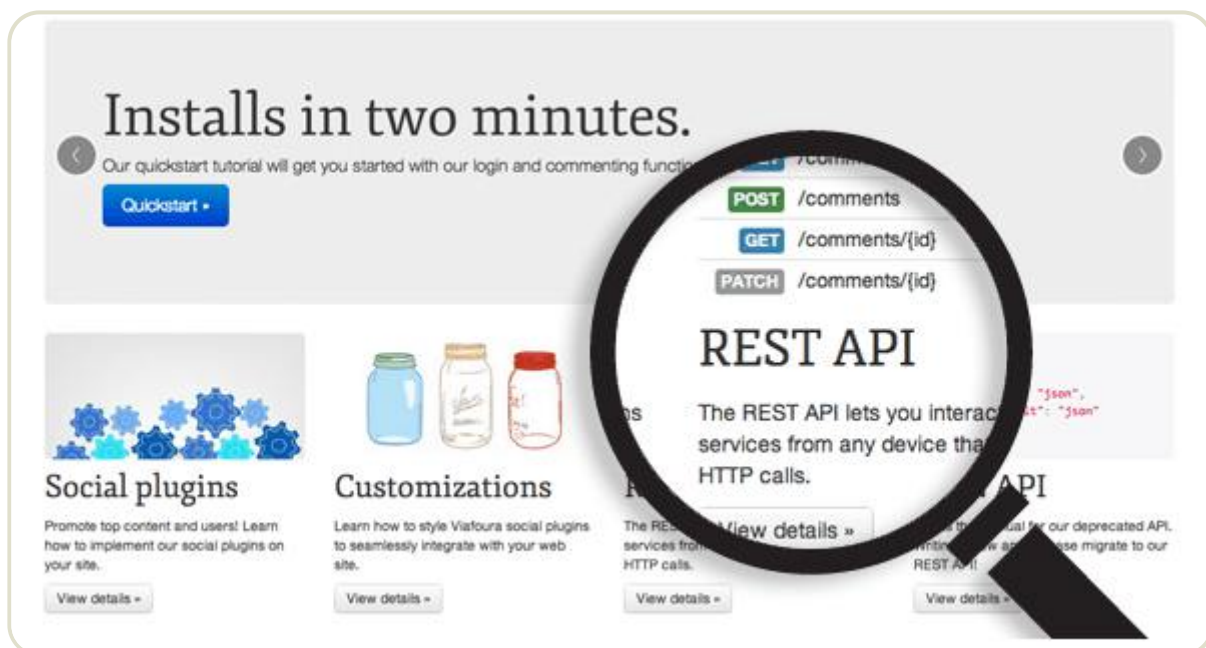 Installs in two minutes.
Our quickstart tutorial will get you started with our login and commenting func
Quickstart »
/comm
POST /comments
GET /comments/{id}
PATCH /comments/{id}
REST API
The REST API lets you interac
services from any device tha
HTTP calls.
View details »
"json",
"json"
Social plugins
Promote top content and users! Learn
how to implement our social plugins on
your site.
View details »
Customizations
Learn how to style Viafoura social plugins
to seamlessly integrate with your web
site.
View details »
The RES
services from
HTTP calls.
View details »
API
for our deprecated API.
migrate to our
REST API!
View details »